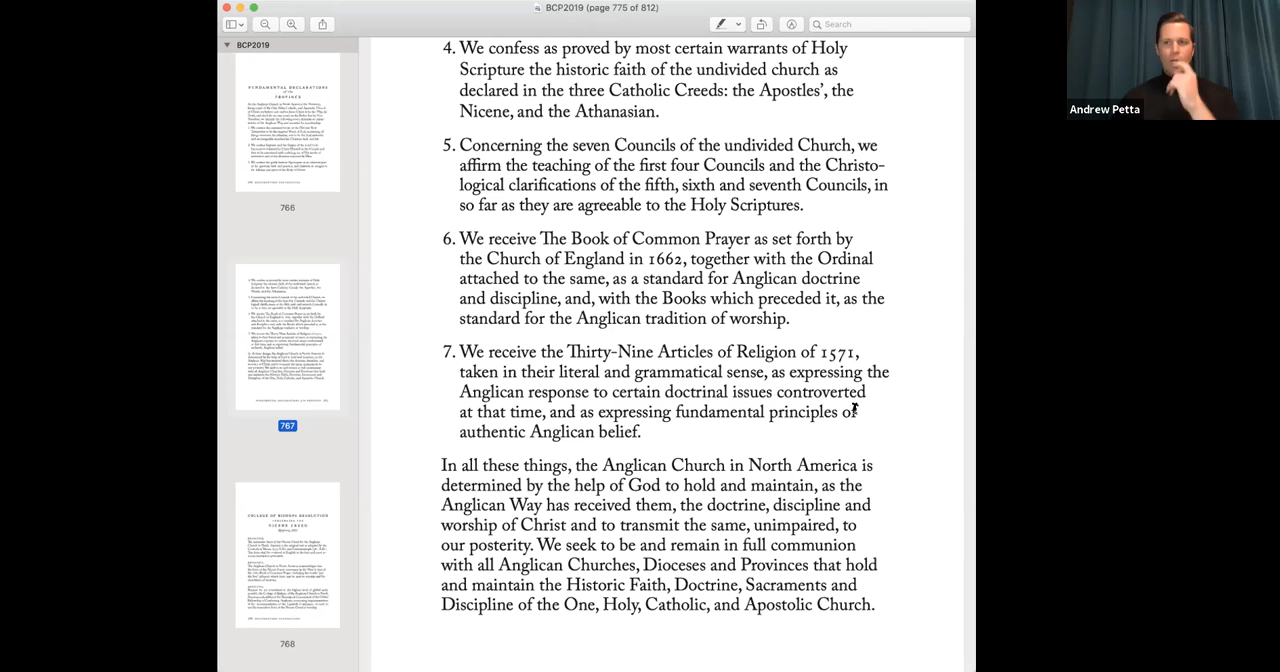 BCP2019 (page 775 of 812)
Search
BCP2019
FUNDAMENTAL DECLARATIONS
of the
PROVINCE
766
767
COLLEGE OF BISHOPS RESOLUTION
CONCERNING THE
NICENE CREED
768
4. We confess as proved by most certain warrants of Holy
Scripture the historic faith of the undivided church as
declared in the three Catholic Creeds: the Apostles’, the
Nicene, and the Athanasian.
5. Concerning the seven Councils of the undivided Church, we
affirm the teaching of the first four Councils and the Christo-
logical clarifications of the fifth, sixth and seventh Councils, in
so far as they are agreeable to the Holy Scriptures.
6. We receive The Book of Common Prayer as set forth by
the Church of England in 1662, together with the Ordinal
attached to the same, as a standard for Anglican doctrine
and discipline, and, with the Books which preceded it, as the
standard for the Anglican tradition of worship.
7. We receive the Thirty-Nine Articles of Religion of 1571,
taken in their literal and grammatical sense, as expressing the
Anglican response to certain doctrinal issues controverted
at that time, and as expressing fundamental principles of
authentic Anglican belief.
In all these things, the Anglican Church in North America is
determined by the help of God to hold and maintain, as the
Anglican Way has received them, the doctrine, discipline and
worship of Christ and to transmit the same, unimpaired, to
our posterity. We seek to be and remain in full communion
with all Anglican Churches, Dioceses and Provinces that hold
and maintain the Historic Faith, Doctrine, Sacraments and
Discipline of the One, Holy, Catholic, and Apostolic Church.
Andrew Petta